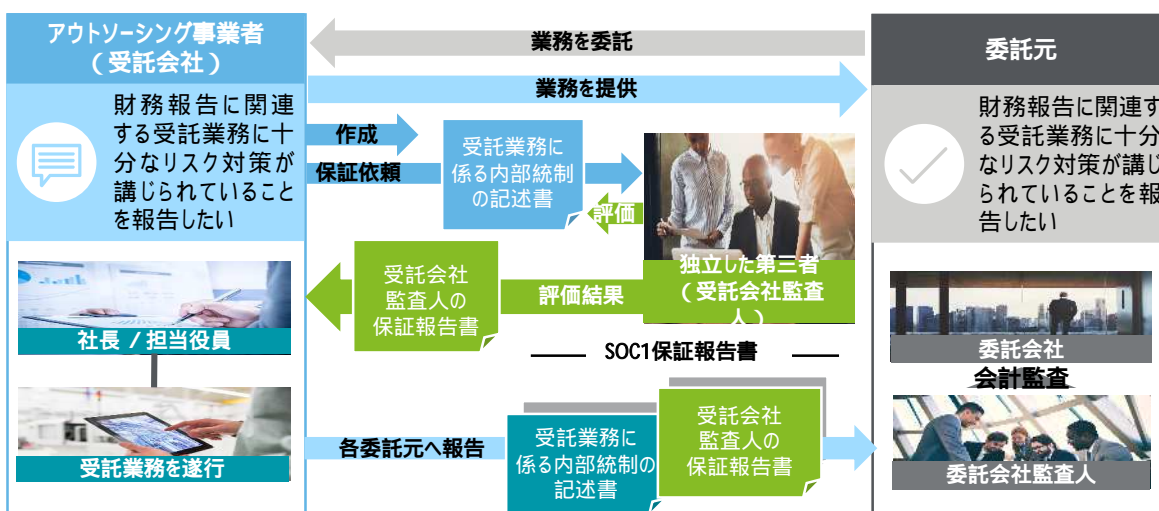 アウトソーシング事業者
(受託会社)
財務報告に関連
する受託業務に十
分なリスク対策が
講じられていること
を報告したい
社長 / 担当役員
受託業務を遂行
業務を委託
業務を提供
作成
保証依頼
受託業務に
係る内部統制
の記述書
評価
独立した第三者
(受託会社監査
人)
評価結果
受託会社
監査人の
保証報告書
SOC1保証報告書
各委託元へ報告
受託業務に
係る内部統制の
記述書
受託会社
監査人の
保証報告書
委託元
財務報告に関連す
る受託業務に十分
なリスク対策が講じ
られていることを報
告したい
委託会社
会計監査
委託会社監査人